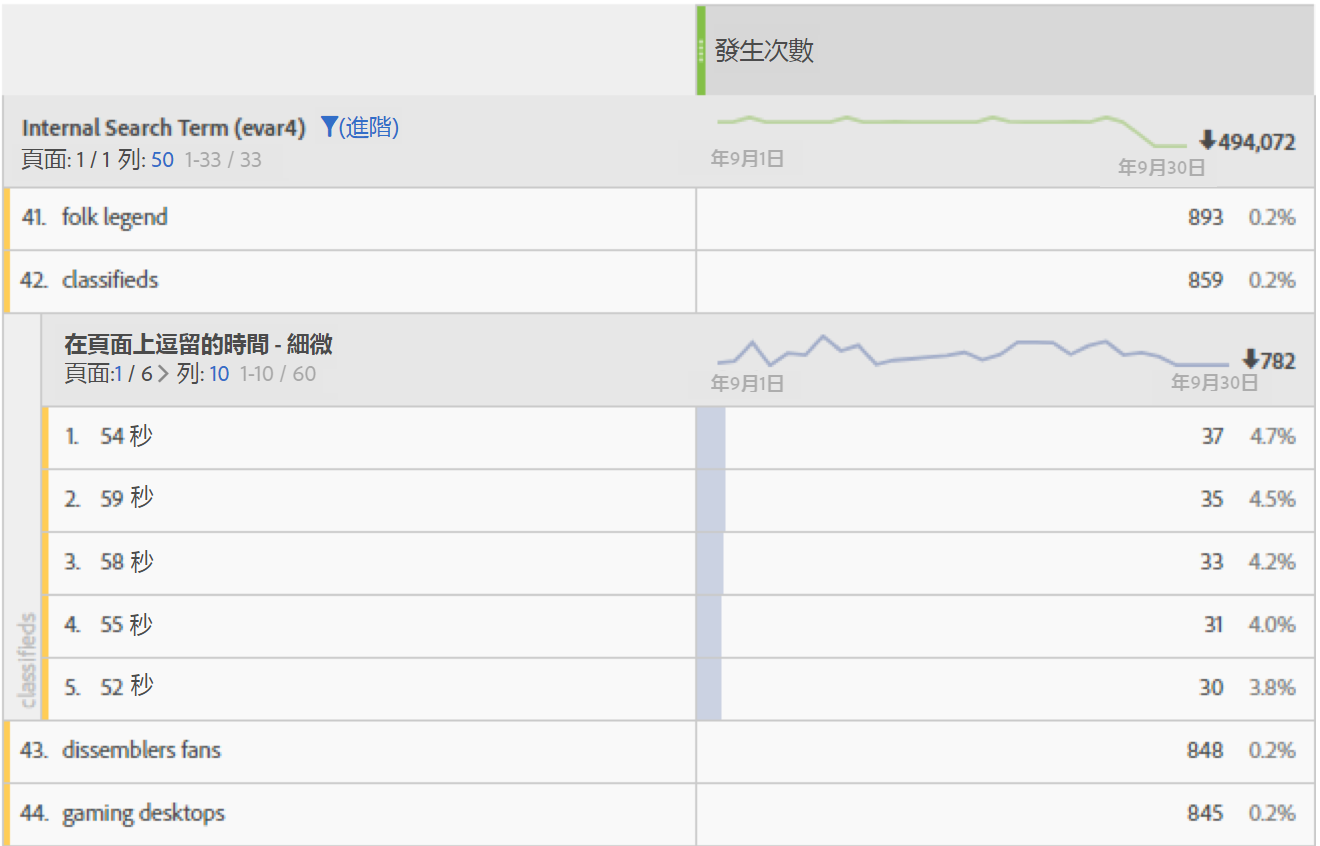 發生次數
Internal Search Term (evar4) (進階)
頁面: 1 / 1 列: 50 1-33 / 33
年9月1日
年9月30日
494,072
41. folk legend 893 0.2%
42. classifieds 859 0.2%
在頁面上逗留的時間 - 細微
頁面:1 / 6 > 列: 10 1-10 / 60
年9月1日
年9月30日
782
classifieds
1. 54 秒 37 4.7%
2. 59 秒 35 4.5%
3. 58 秒 33 4.2%
4. 55 秒 31 4.0%
5. 52 秒 30 3.8%
43. dissemblers fans 848 0.2%
44. gaming desktops 845 0.2%